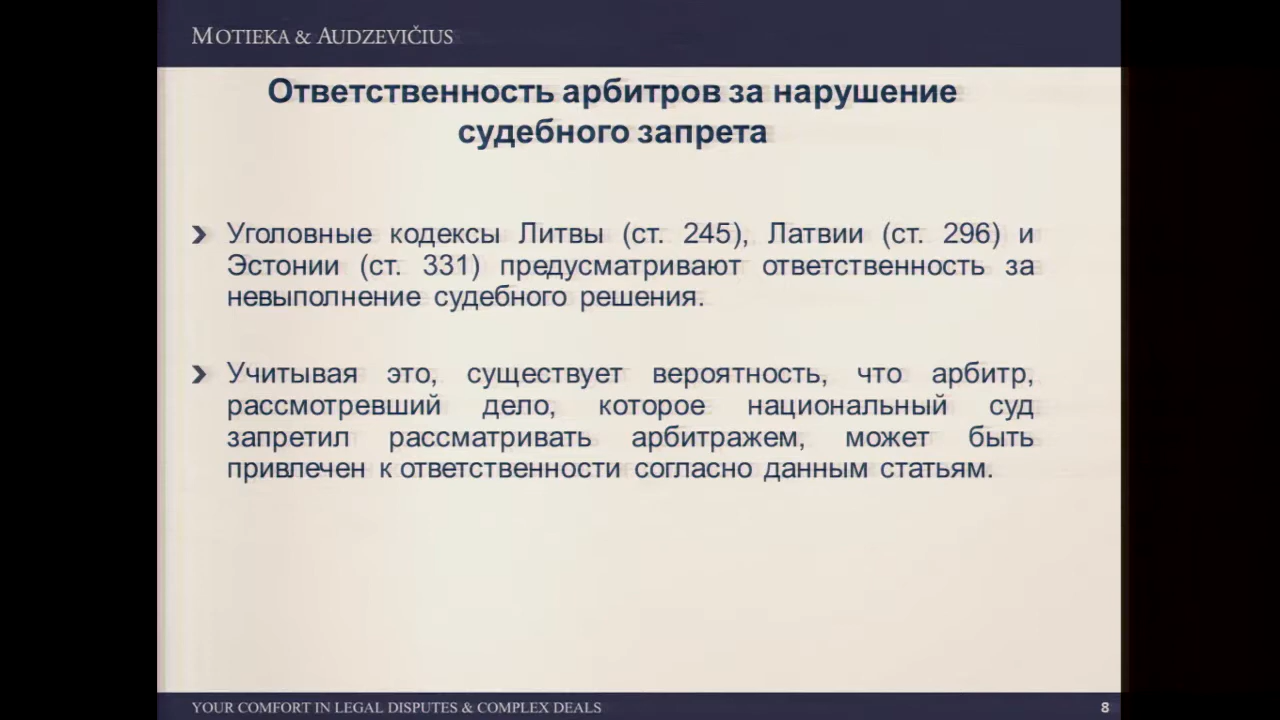 MOTIEKA & AUDZEVIČIUS
Ответственность арбитров за нарушение
судебного запрета
Уголовные кодексы Литвы (ст. 245), Латвии (ст. 296) и
Эстонии (ст. 331) предусматривают ответственность за
невыполнение судебного решения.
Учитывая это, существует вероятность, что арбитр,
рассмотревший дело, которое национальный суд
запретил рассматривать арбитражем, может быть
привлечен к ответственности согласно данным статьям.
YOUR COMFORT IN LEGAL DISPUTES & COMPLEX DEALS
8